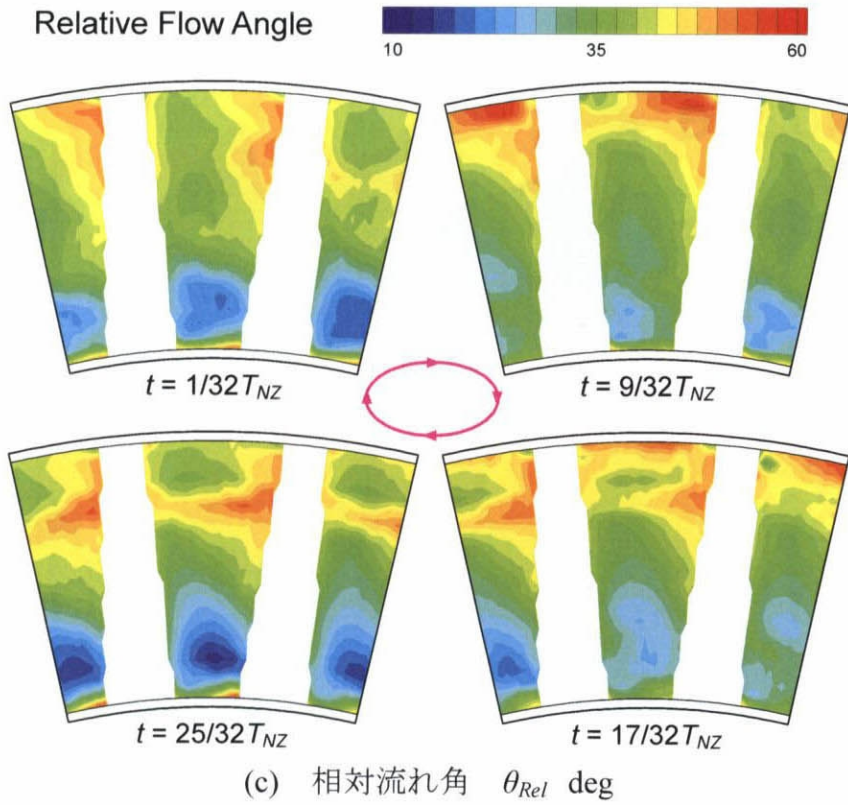 Relative Flow Angle
10 35 60
t = 1/32T_NZ
t = 9/32T_NZ
t = 25/32T_NZ
t = 17/32T_NZ
(c) 相対流れ角 θ_Rel deg